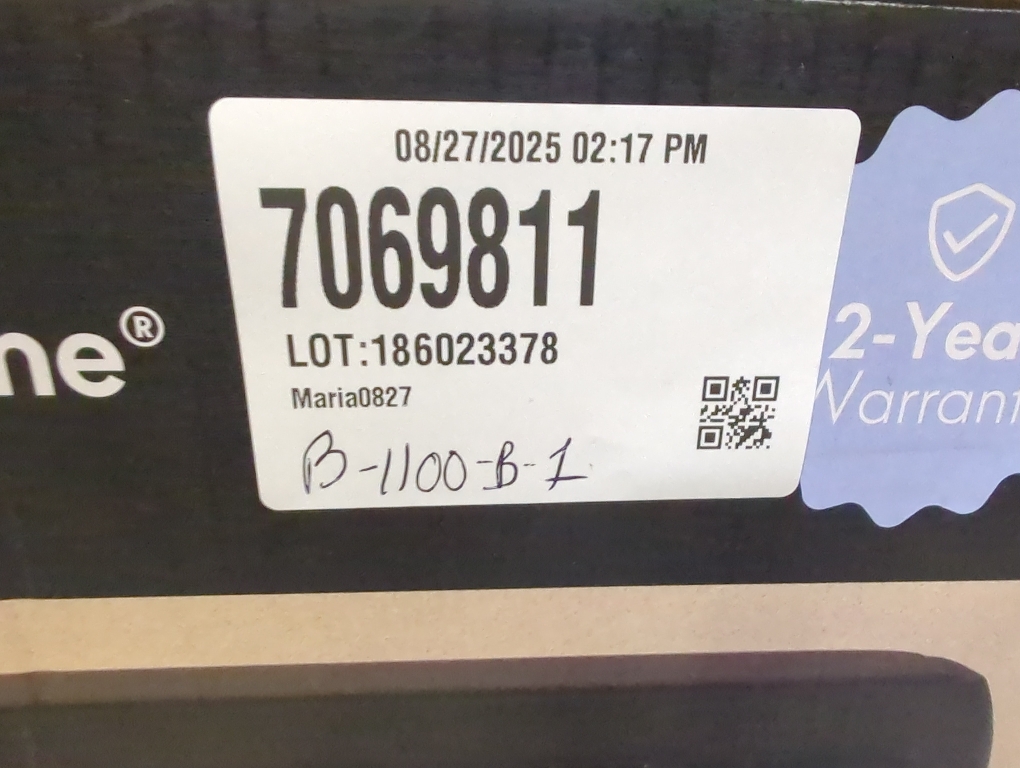 08/27/2025 02:17 PM
7069811
LOT:186023378
Maria0827
B-1100-B-1
ne®
2-Yea
Warrant